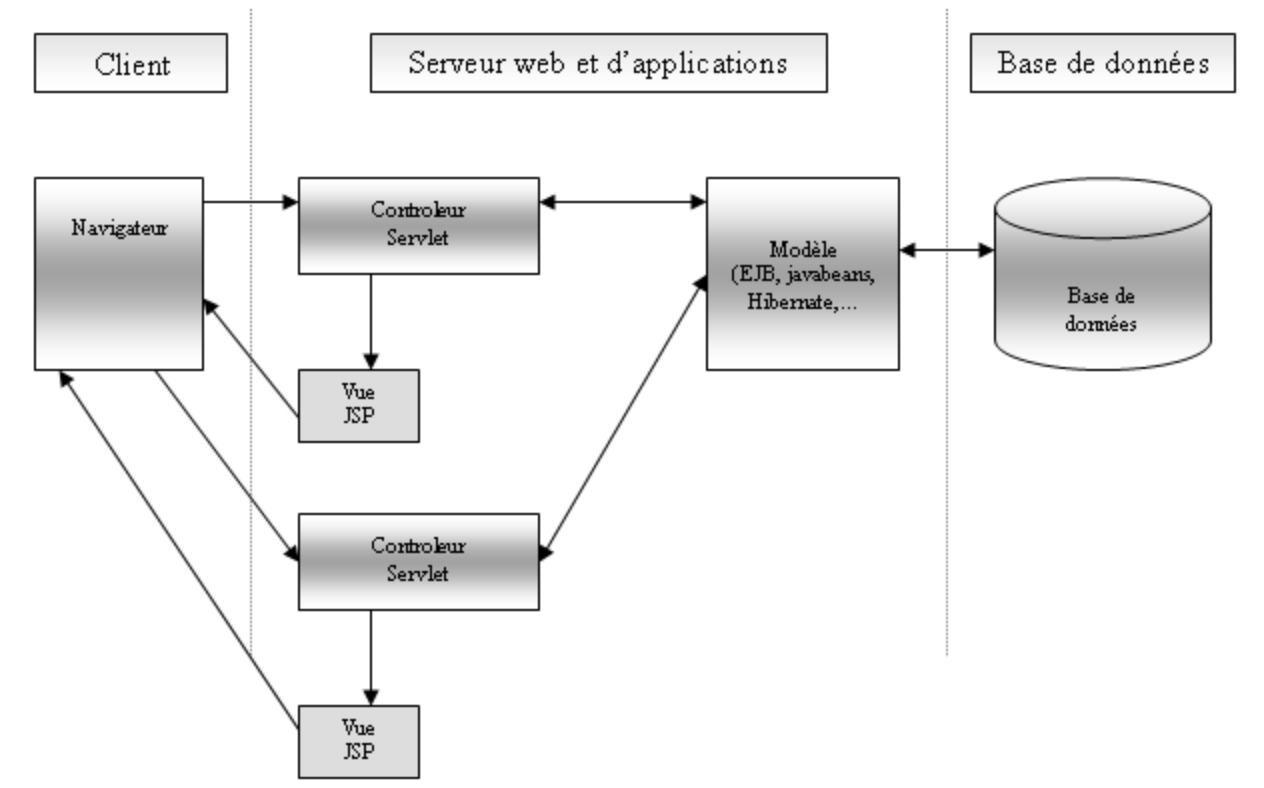 Client
Serveur web et d'applications
Base de données
Navigateur
Controleur
Servlet
Modèle
(EJB, javabeans,
Hibernate,...
Base de
données
Vue
JSP
Controleur
Servlet
Vue
JSP